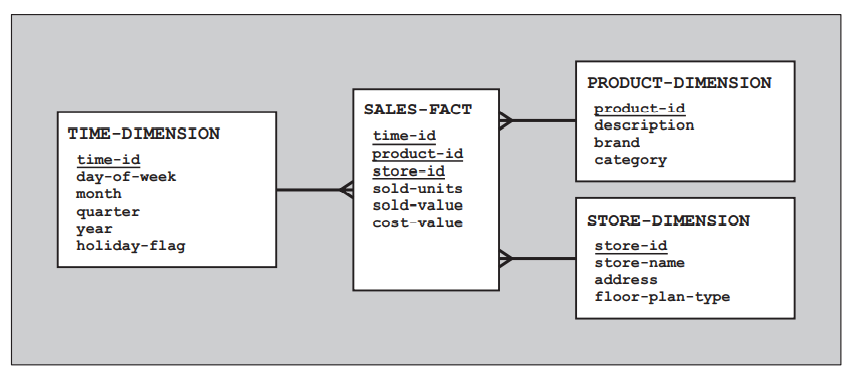 TIME-DIMENSION
time-id
day-of-week
month
quarter
year
holiday-flag
SALES-FACT
time-id
product-id
store-id
sold-units
sold-value
cost-value
PRODUCT-DIMENSION
product-id
description
brand
category
STORE-DIMENSION
store-id
store-name
address
floor-plan-type